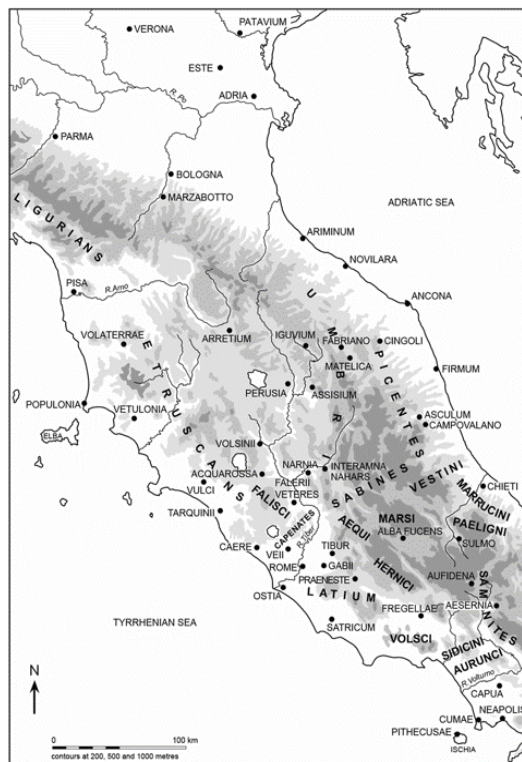 VERONA
PATAVIUM
ESTE
R. Po
ADRIA
PARMA
BOLOGNA
MARZABOTTO
ADRIATIC SEA
LIGURIANS
ARIMINUM
NOVILARA
PISA
R. Arno
ANCONA
UMBRI
VOLATERRAE
ARRETIUM
IGUVIUM
FABRIANO
CINGOLI
MATELICA
PICENTES
ETRUSCANS
PERUSIA
ASSISIUM
FIRMUM
POPULONIA
VETULONIA
ASCULUM
CAMPOVALANO
ELBA
VOLSINII
ACQUAROSSA
NARNIA
INTERAMNA
NAHARS
SABINES
VESTINI
VULCI
FALERII
VETERES
FALISCI
CHIETI
MARRUCINI
TARQUINII
CAPENATES
MARSI
PAELIGNI
ALBA FUCENS
SULMO
AEQUI
R. Tiber
CAERE
VEII
TIBUR
ROME
GABII
HERNICI
PRAENESTE
AUFIDENA
OSTIA
LATIUM
SAMNITES
AESERNIA
FREGELLAE
SATRICUM
VOLSCI
TYRRHENIAN SEA
SIDICINI
AURUNCI
R. Volturno
N
CAPUA
CUMAE
NEAPOLIS
PITHECUSAE
ISCHIA
0 100 km
contours at 200, 500 and 1000 metres